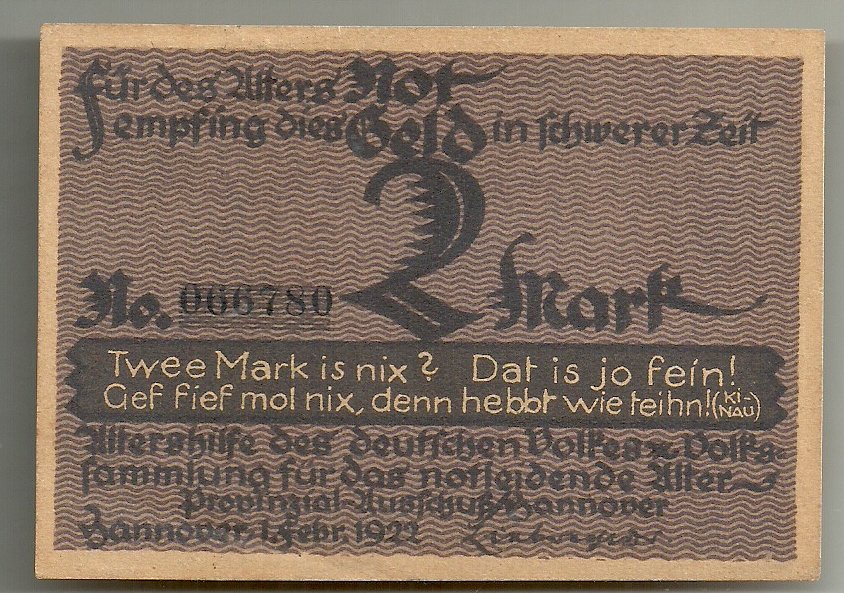 Für des Alters Not
empfing dies Geld in schwerer Zeit
2
No. 066780 Mark
Twee Mark is nix? Dat is jo fein!
Gef fief mol nix, denn hebbt wie teihn! (KI-NAU)
Altershilfe des deutschen Volkes × Volks-
sammlung für das notleidende Alter
Provinzial Ausschuß Hannover
Hannover, 1. Febr. 1922